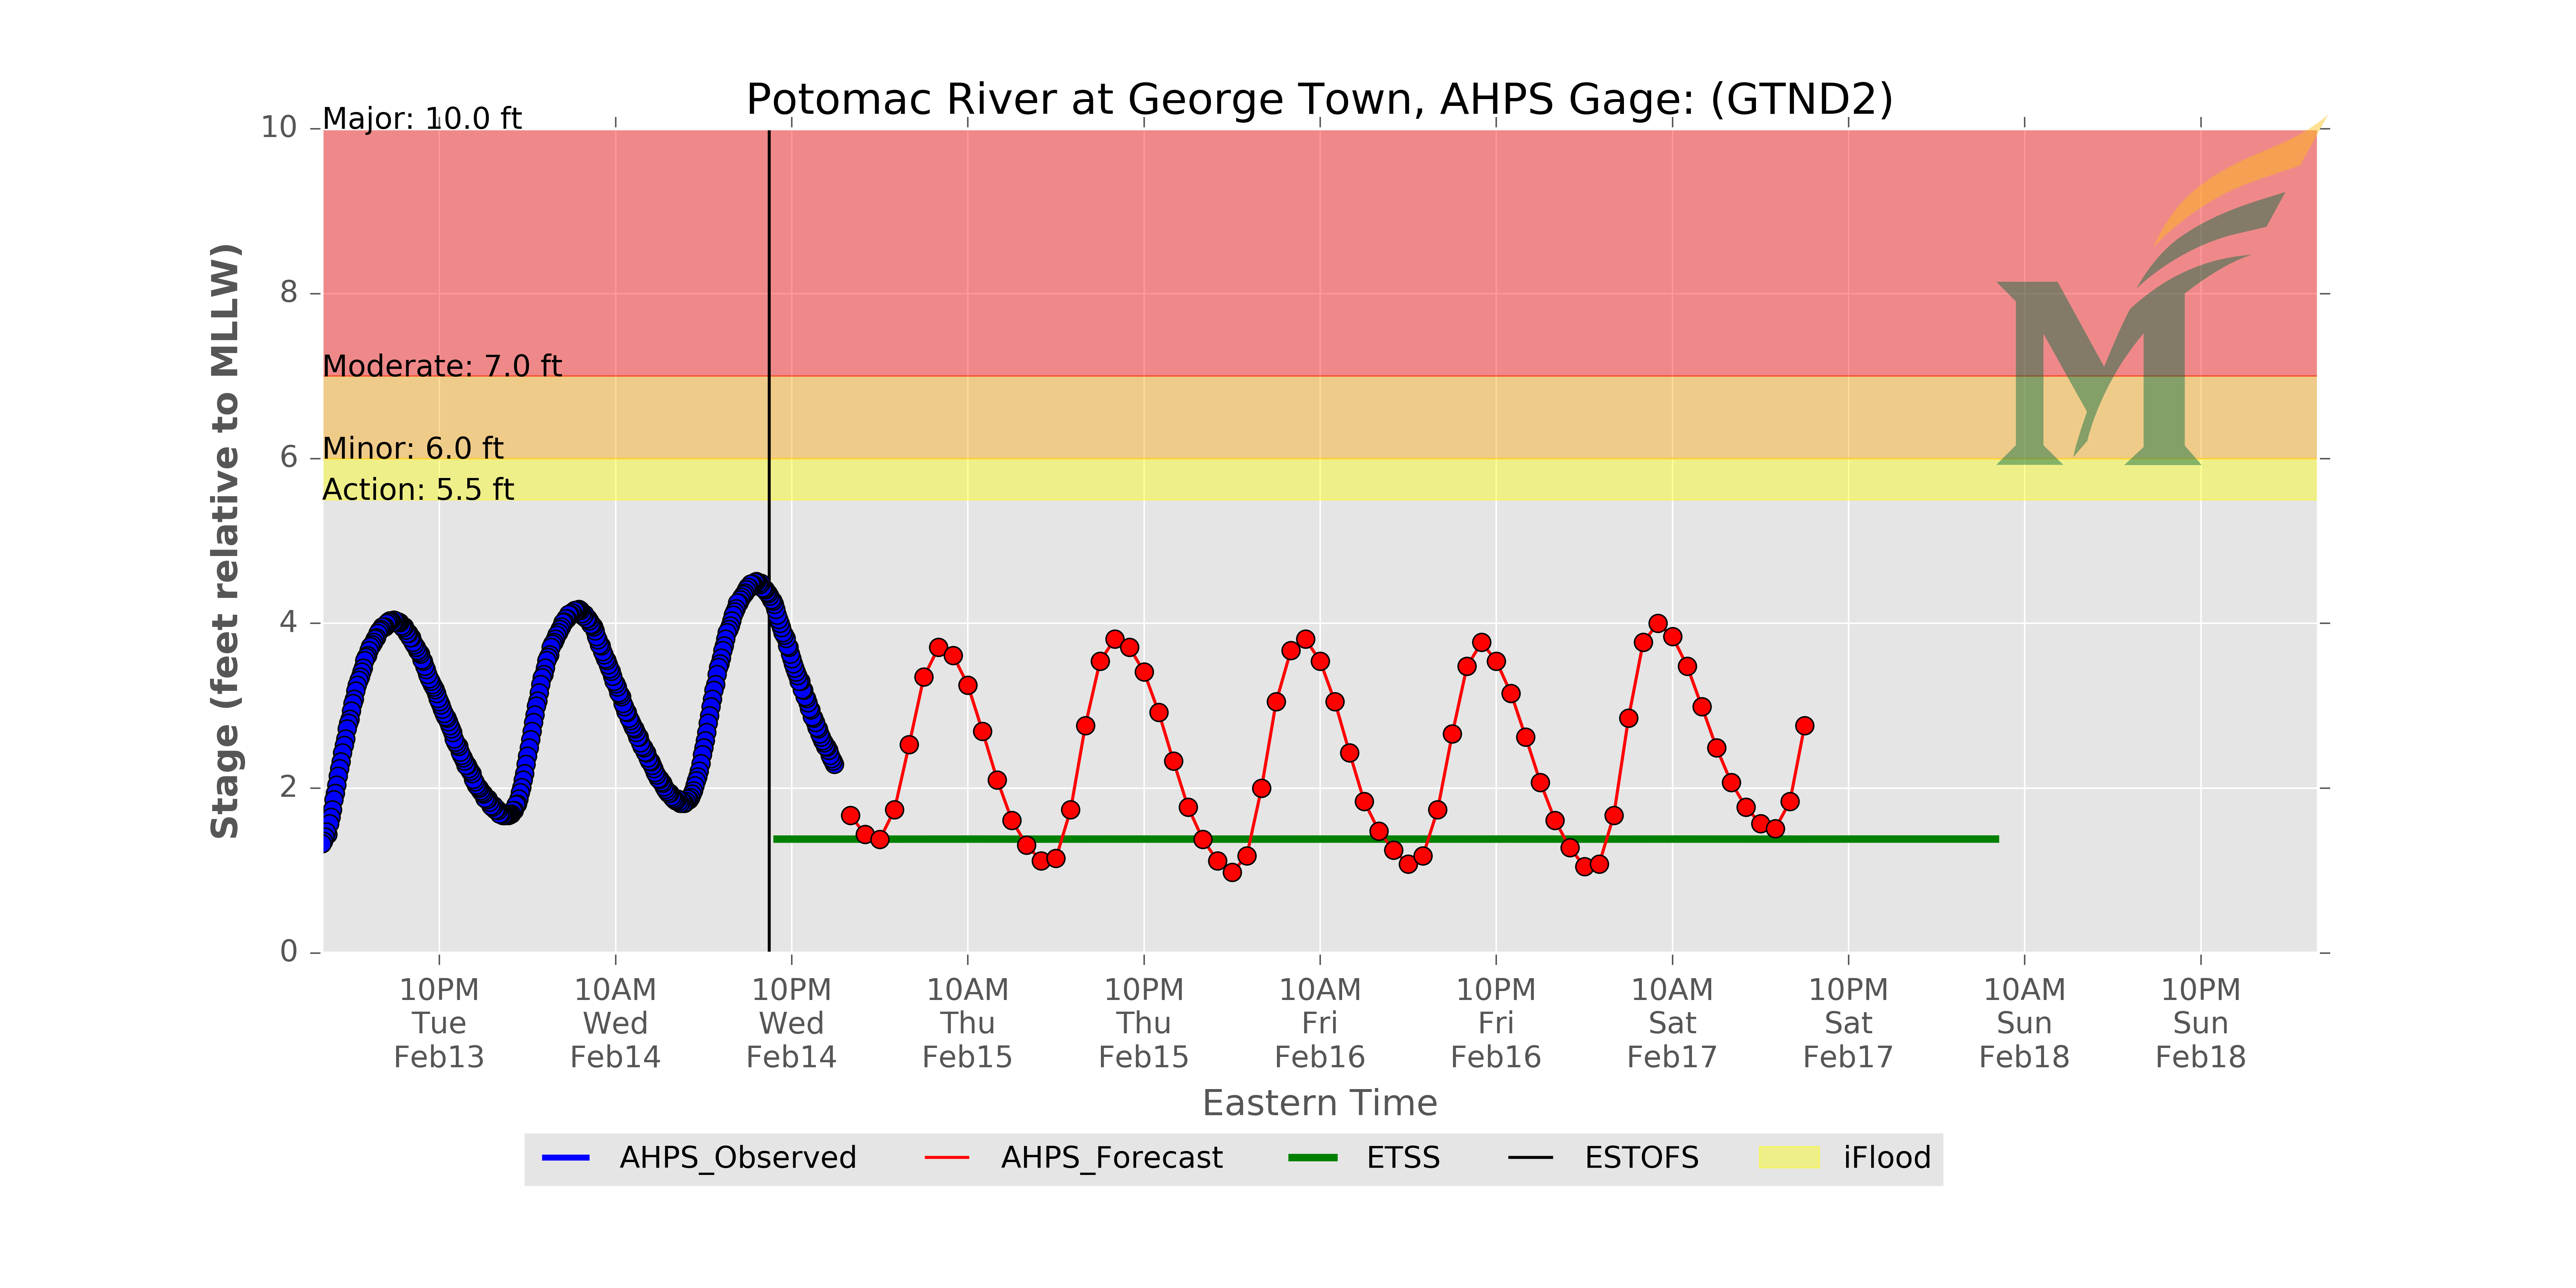 Potomac River at George Town, AHPS Gage: (GTND2)
Major: 10.0 ft
Moderate: 7.0 ft
Minor: 6.0 ft
Action: 5.5 ft
Stage (feet relative to MLLW)
10
8
6
4
2
0
10PM Tue Feb13
10AM Wed Feb14
10PM Wed Feb14
10AM Thu Feb15
10PM Thu Feb15
10AM Fri Feb16
10PM Fri Feb16
10AM Sat Feb17
10PM Sat Feb17
10AM Sun Feb18
10PM Sun Feb18
Eastern Time
AHPS_Observed AHPS_Forecast ETSS ESTOFS iFlood
M